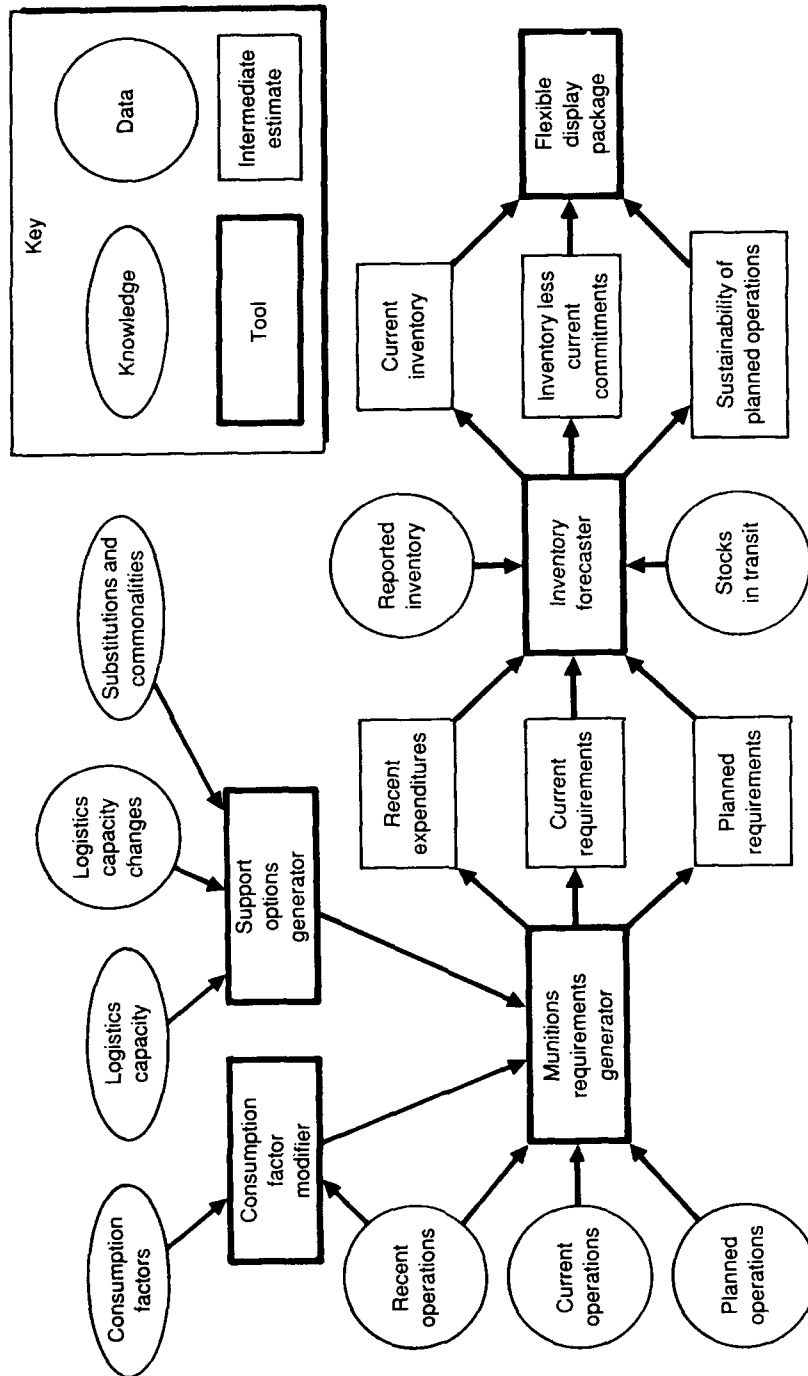 Key
Knowledge
Data
Tool
Intermediate
estimate
Consumption
factors
Logistics
capacity
Logistics
capacity
changes
Substitutions and
commonalities
Consumption
factor
modifier
Support
options
generator
Recent
operations
Current
operations
Planned
operations
Munitions
requirements
generator
Recent
expenditures
Current
requirements
Planned
requirements
Reported
inventory
Inventory
forecaster
Stocks
in transit
Current
inventory
Inventory less
current
commitments
Sustainability of
planned operations
Flexible
display
package